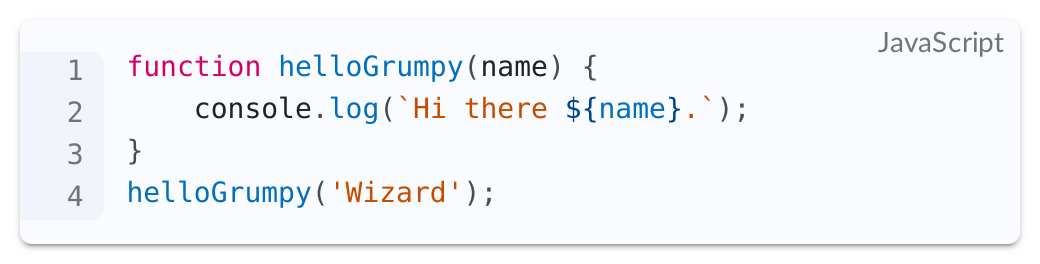 JavaScript
1 function helloGrumpy(name) {
2     console.log(`Hi there ${name}.`);
3 }
4 helloGrumpy('Wizard');